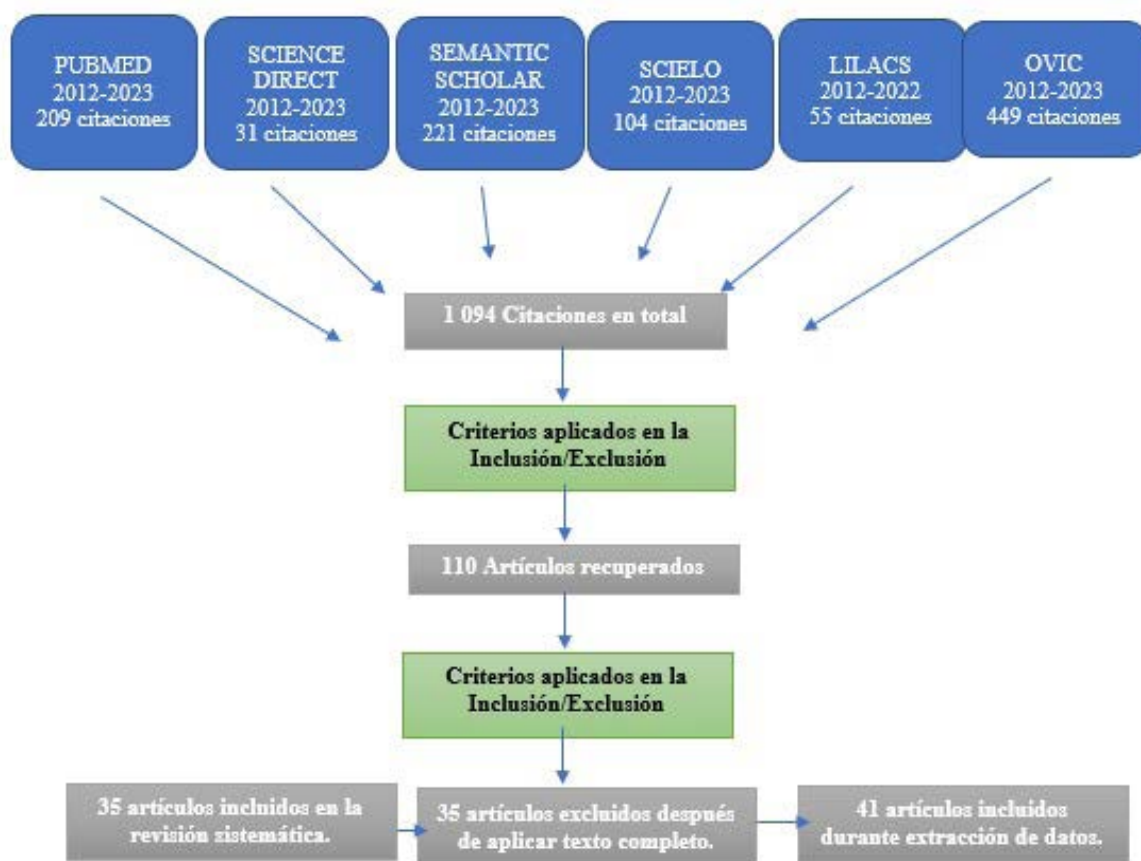 PUBMED
2012-2023
209 citaciones
SCIENCE
DIRECT
2012-2023
31 citaciones
SEMANTIC
SCHOLAR
2012-2023
221 citaciones
SCIELO
2012-2023
104 citaciones
LILACS
2012-2022
55 citaciones
OVIC
2012-2023
449 citaciones
1 094 Citaciones en total
Criterios aplicados en la
Inclusión/Exclusión
110 Artículos recuperados
Criterios aplicados en la
Inclusión/Exclusión
35 artículos incluidos en la
revisión sistemática.
35 artículos excluidos después
de aplicar texto completo.
41 artículos incluidos
durante extracción de datos.